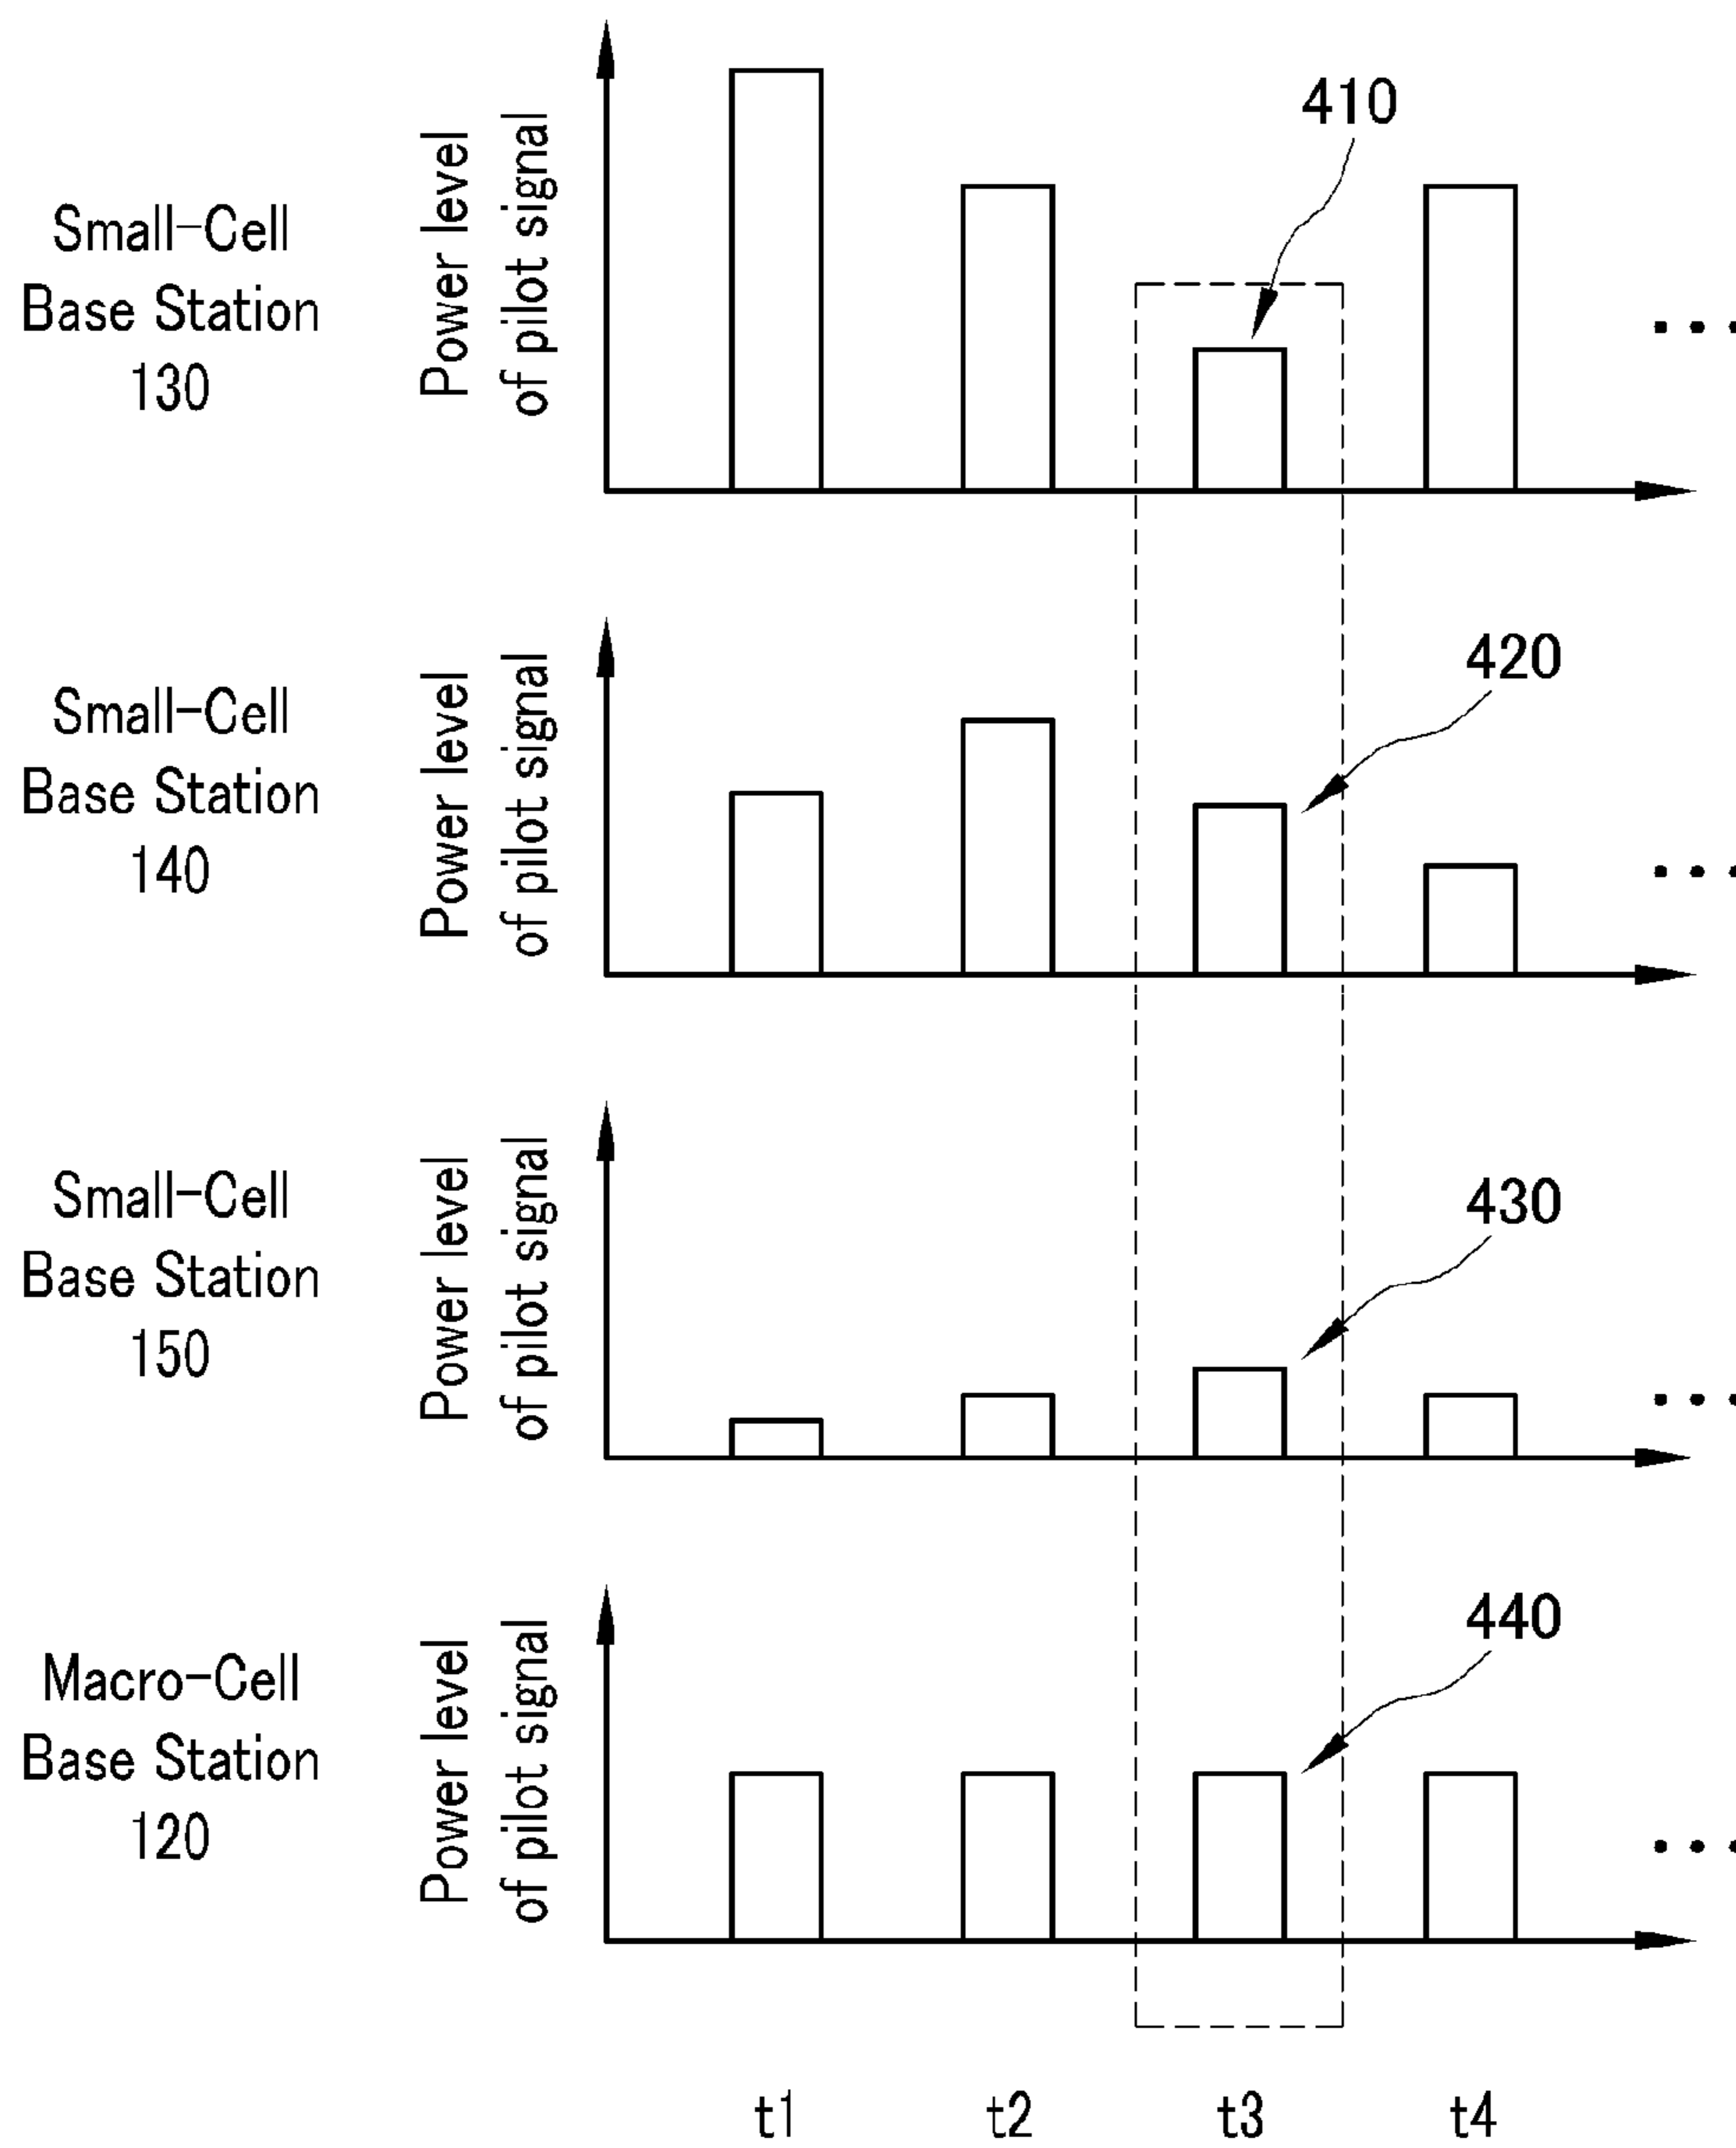 410
Small-Cell
Base Station
130
Power level
of pilot signal
420
Small-Cell
Base Station
140
Power level
of pilot signal
430
Small-Cell
Base Station
150
Power level
of pilot signal
440
Macro-Cell
Base Station
120
Power level
of pilot signal
t1 t2 t3 t4